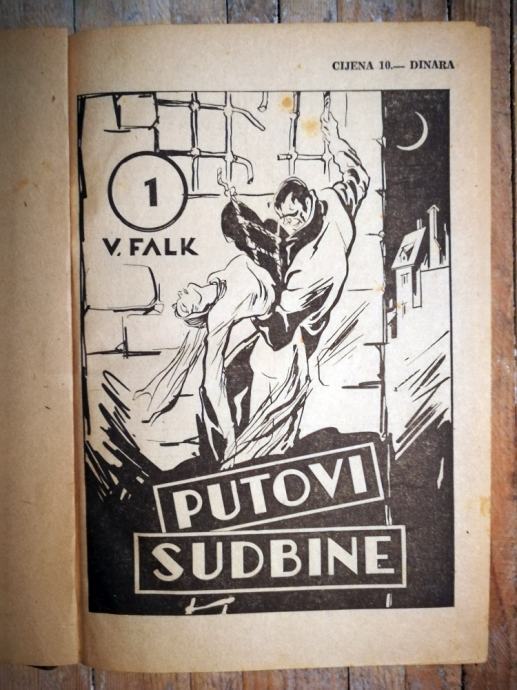 CIJENA 10.— DINARA
1
V. FALK
PUTOVI
SUDBINE